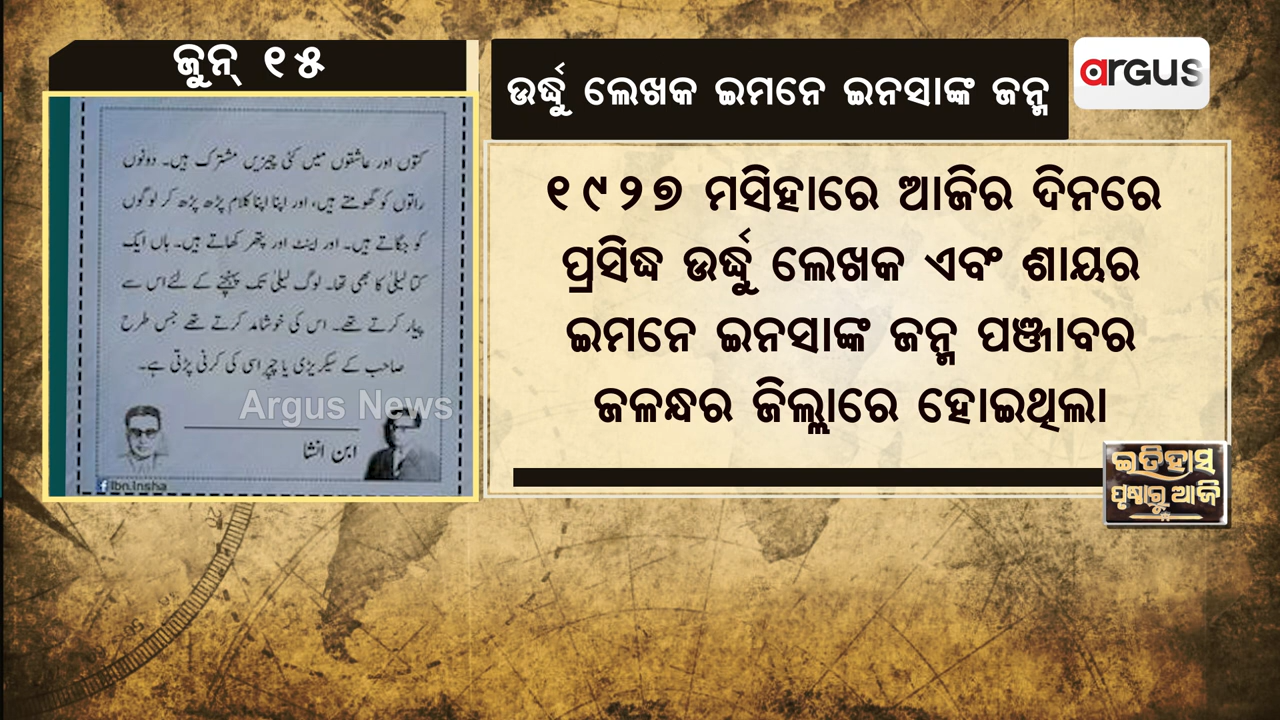 ଜୁନ୍ ୧୫
ଉର୍ଦ୍ଧୁ ଲେଖକ ଇମନେ ଇନସାଙ୍କ ଜନ୍ମ
argus
کتوں اور عاشقوں میں کئی چیزیں مشترک ہیں۔ دونوں
راتوں کو گھومتے ہیں، اور اپنا اپنا کلام پڑھ پڑھ کر لوگوں
کو جگاتے ہیں۔ اور اینٹ اور پتھر کھاتے ہیں۔ ہاں ایک
کتا لیلیٰ کا بھی تھا۔ لوگ لیلیٰ تک پہنچنے کے لئے اس سے
پیار کرتے تھے۔ اس کی خوشامد کرتے تھے جس طرح
صاحب کے سیکریڑی یا چپراسی کی کرنی پڑتی ہے۔
Argus News
ابن انشا
Ibn.Insha
୧୯୨୭ ମସିହାରେ ଆଜିର ଦିନରେ
ପ୍ରସିଦ୍ଧ ଉର୍ଦ୍ଧୁ ଲେଖକ ଏବଂ ଶାୟର
ଇମନେ ଇନସାଙ୍କ ଜନ୍ମ ପଞ୍ଜାବର
ଜଳନ୍ଧର ଜିଲ୍ଲାରେ ହୋଇଥିଲା
ଇତିହାସ
ପୃଷ୍ଠାରୁ ଆଜି